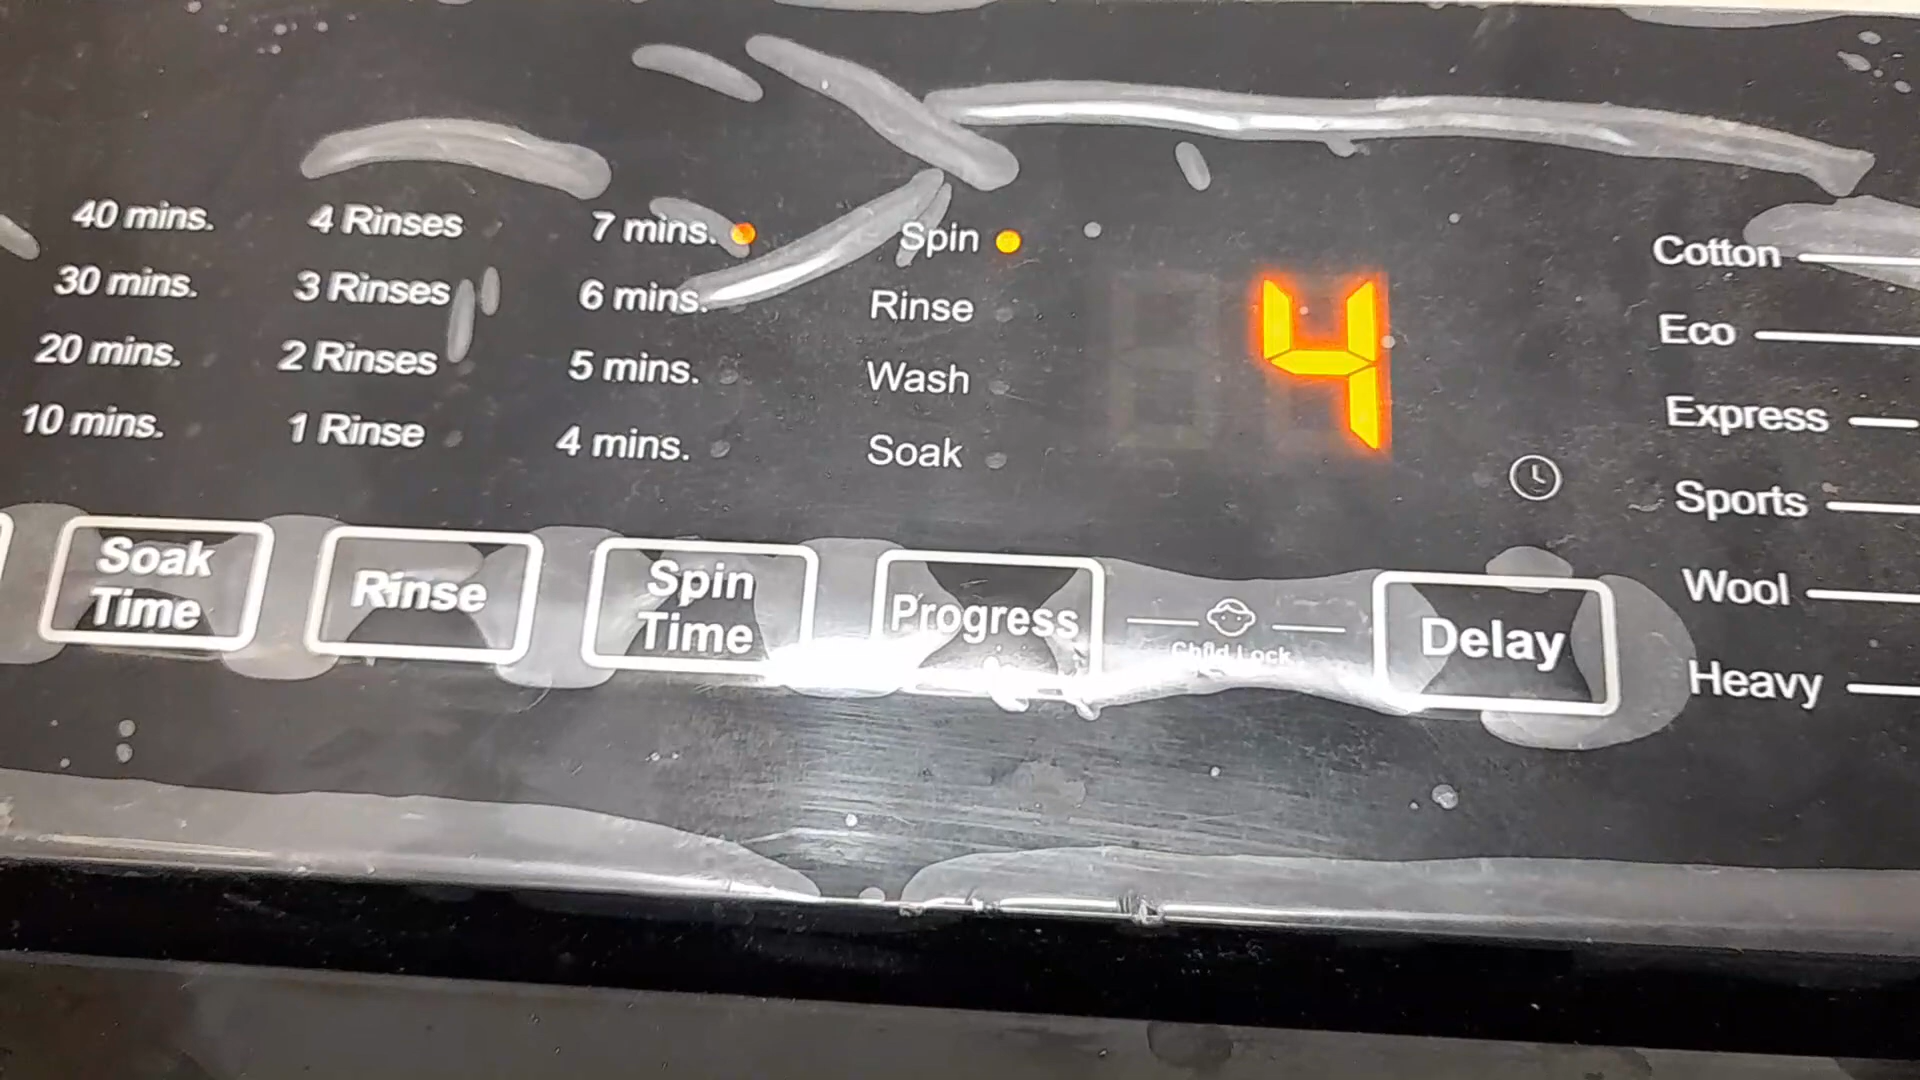 40 mins. 4 Rinses 7 mins. Spin
30 mins. 3 Rinses 6 mins. Rinse
20 mins. 2 Rinses 5 mins. Wash
10 mins. 1 Rinse 4 mins. Soak
4
Cotton
Eco
Express
Sports
Wool
Heavy
Soak
Time
Rinse
Spin
Time
Progress
Child Lock
Delay